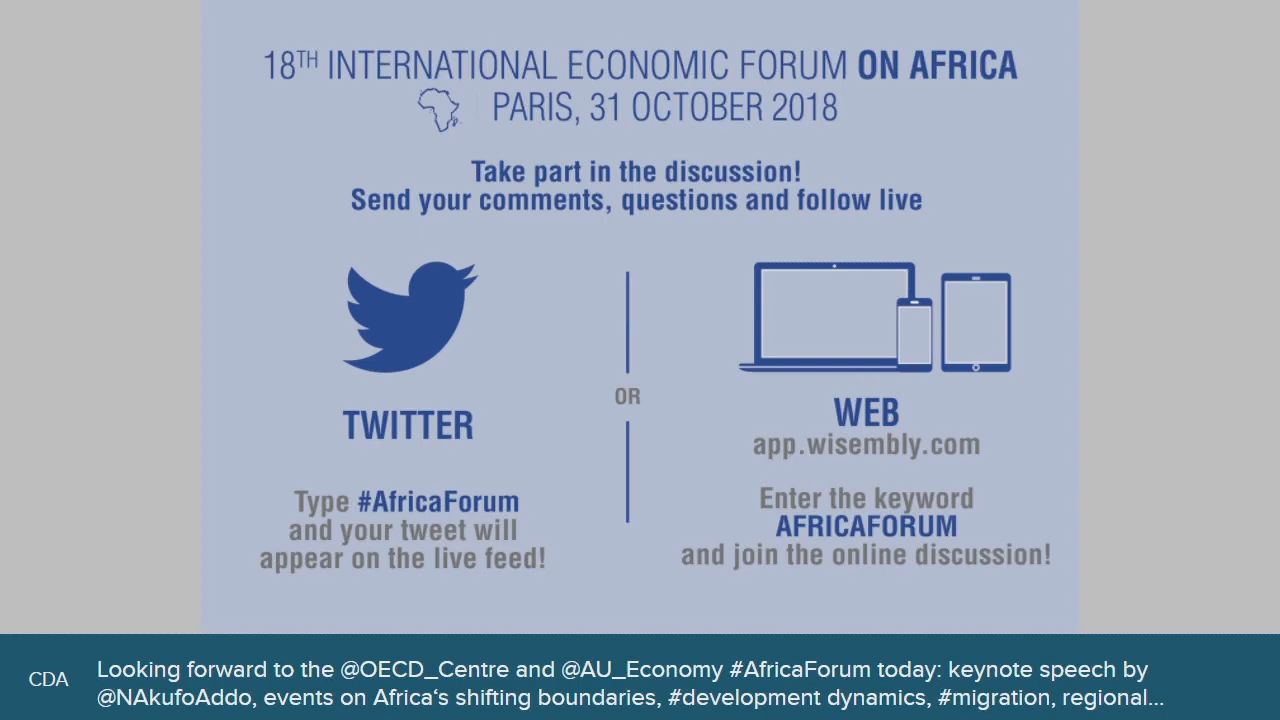 18TH INTERNATIONAL ECONOMIC FORUM ON AFRICA
PARIS, 31 OCTOBER 2018
Take part in the discussion!
Send your comments, questions and follow live
TWITTER
Type #AfricaForum
and your tweet will
appear on the live feed!
OR
WEB
app.wisembly.com
Enter the keyword
AFRICAFORUM
and join the online discussion!
CDA
Looking forward to the @OECD_Centre and @AU_Economy #AfricaForum today: keynote speech by
@NAkufoAddo, events on Africa‘s shifting boundaries, #development dynamics, #migration, regional...